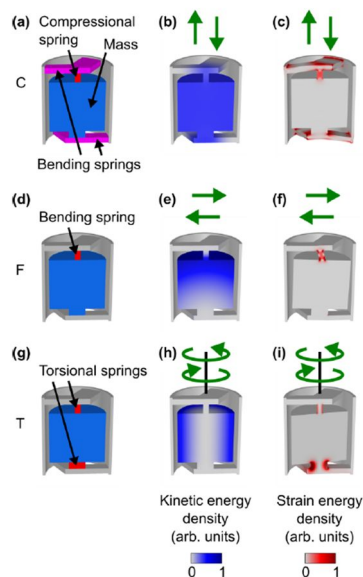 (a) Compressional (b) (c)
spring Mass
C
Bending springs
(d) Bending spring (e) (f)
F
(g) Torsional springs (h) (i)
T
Kinetic energy Strain energy
density density
(arb. units) (arb. units)
0 1 0 1